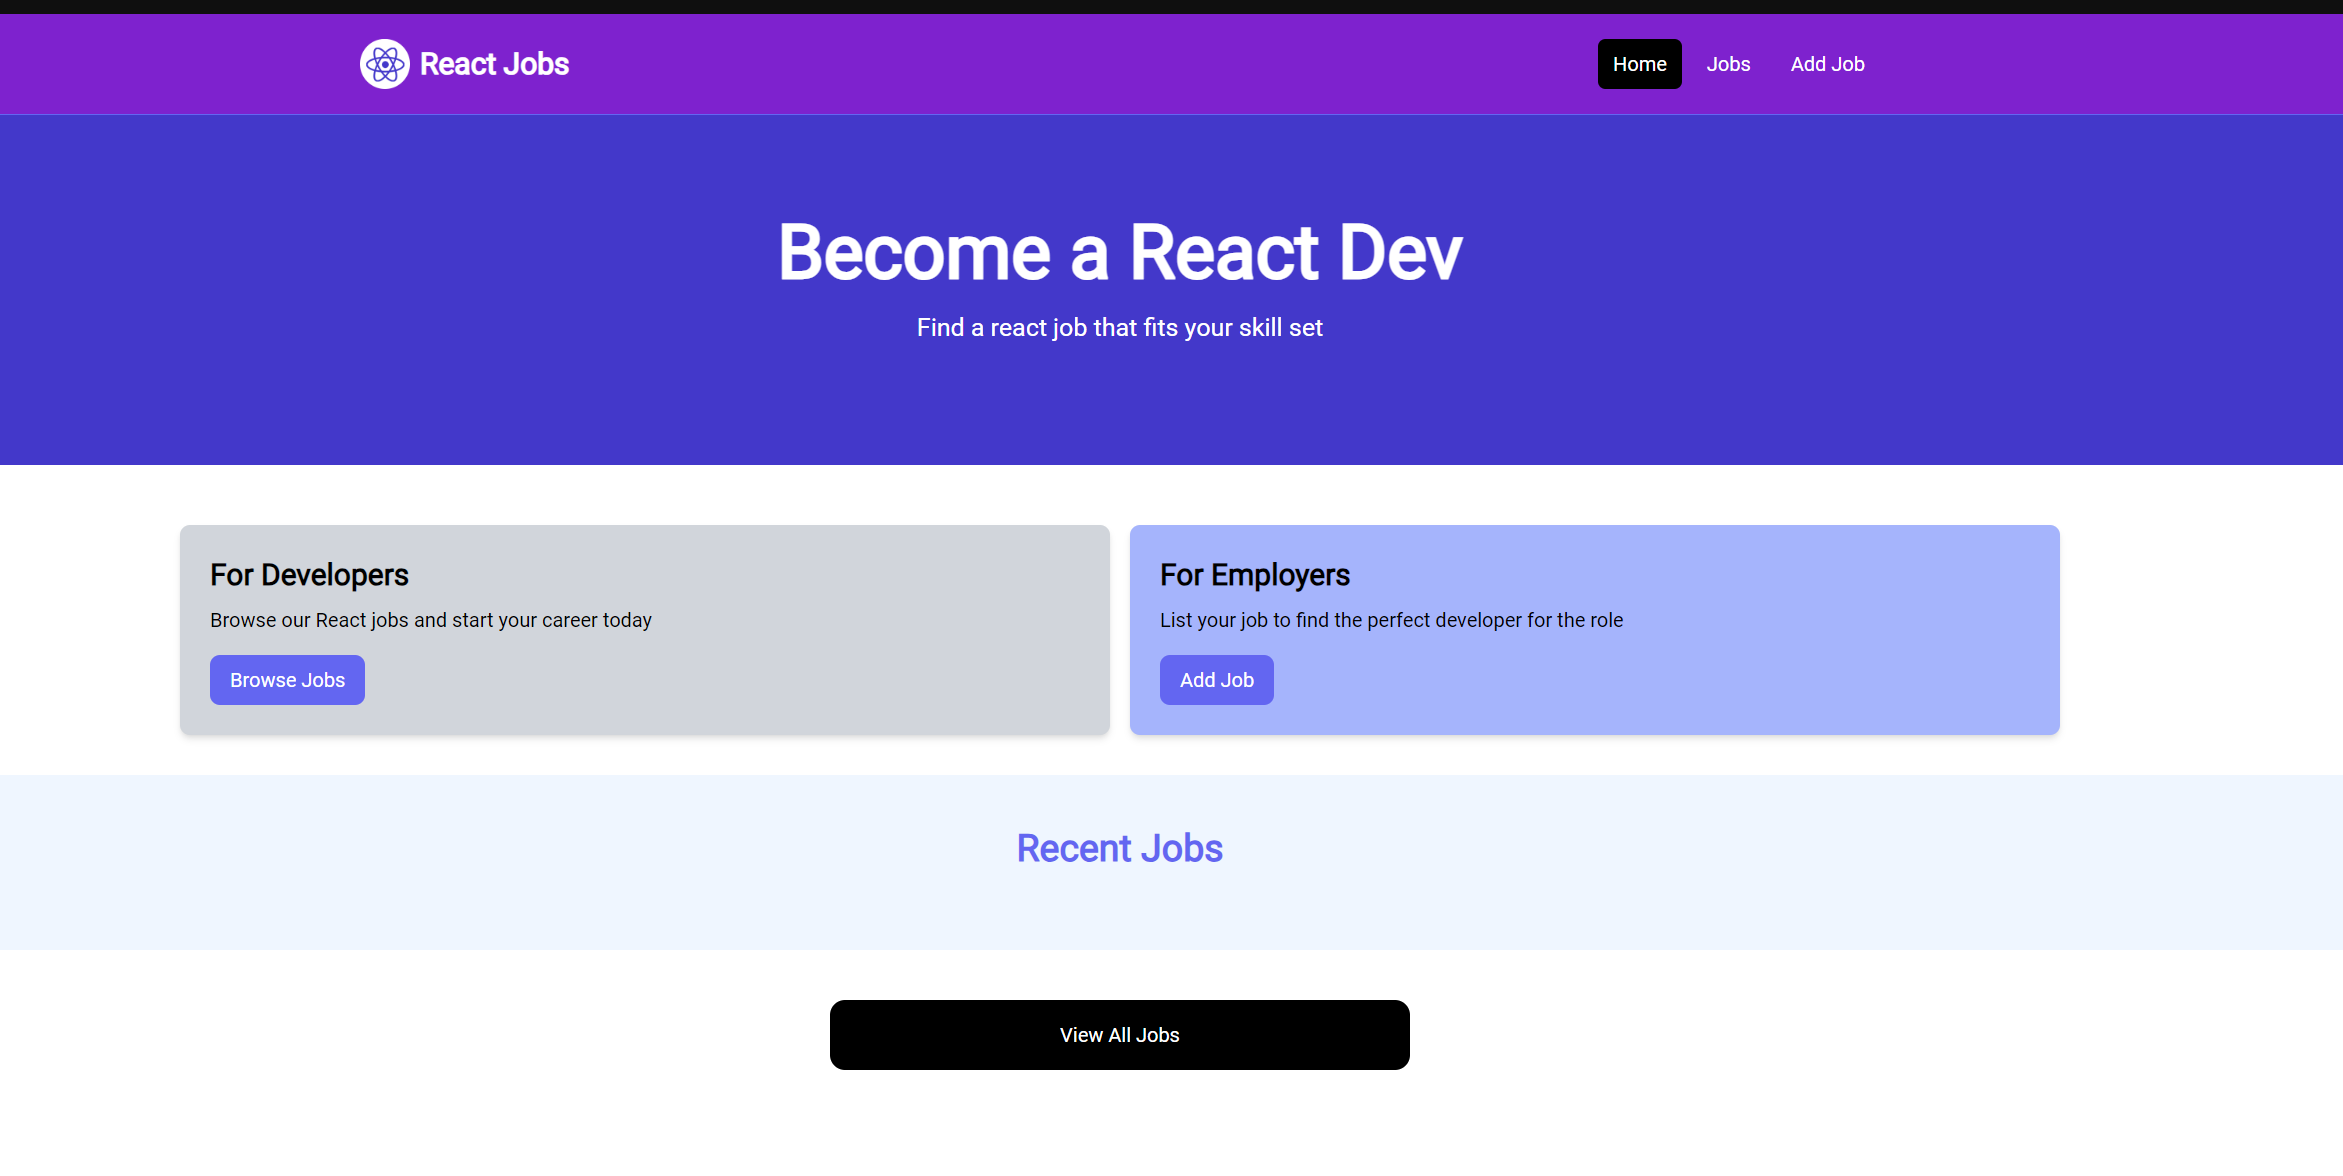 React Jobs
Home
Jobs
Add Job
Become a React Dev
Find a react job that fits your skill set
For Developers
Browse our React jobs and start your career today
Browse Jobs
For Employers
List your job to find the perfect developer for the role
Add Job
Recent Jobs
View All Jobs